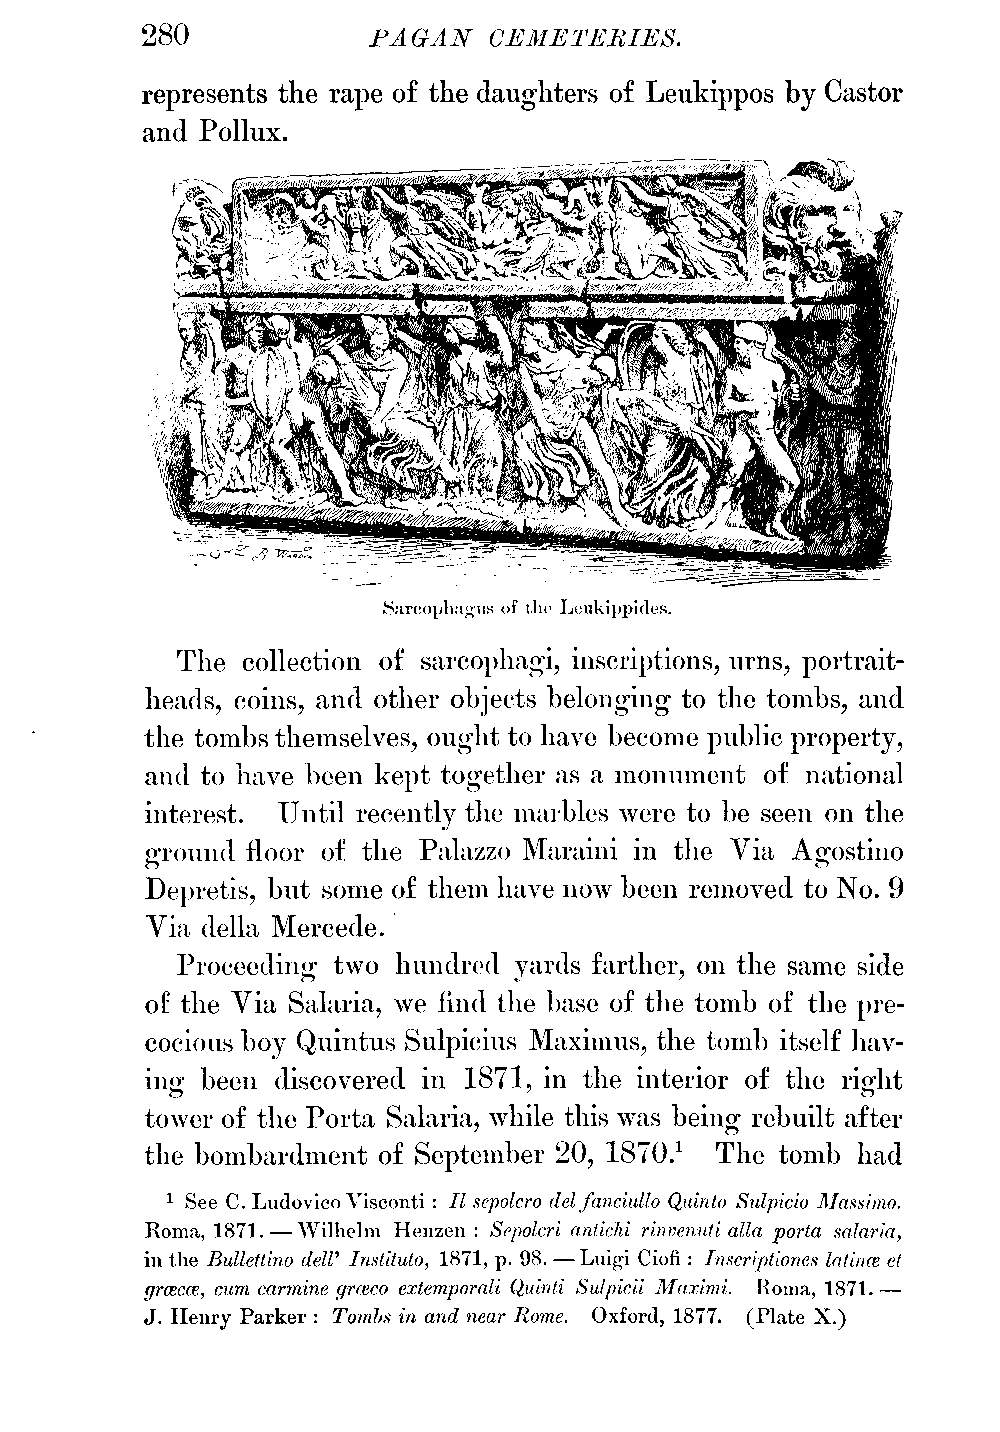 280 PAGAN CEMETERIES.
represents the rape of the daughters of Leukippos by Castor
and Pollux.
Sarcophagus of the Leukippides.
The collection of sarcophagi, inscriptions, urns, portrait-
heads, coins, and other objects belonging to the tombs, and
the tombs themselves, ought to have become public property,
and to have been kept together as a monument of national
interest. Until recently the marbles were to be seen on the
ground floor of the Palazzo Maraini in the Via Agostino
Depretis, but some of them have now been removed to No. 9
Via della Mercede.
Proceeding two hundred yards farther, on the same side
of the Via Salaria, we find the base of the tomb of the pre-
cocious boy Quintus Sulpicius Maximus, the tomb itself hav-
ing been discovered in 1871, in the interior of the right
tower of the Porta Salaria, while this was being rebuilt after
the bombardment of September 20, 1870.¹ The tomb had
¹ See C. Ludovico Visconti : Il sepolcro del fanciullo Quinto Sulpicio Massimo.
Roma, 1871. — Wilhelm Henzen : Sepolcri antichi rinvenuti alla porta salaria,
in the Bullettino dell' Instituto, 1871, p. 98. — Luigi Ciofi : Inscriptiones latinæ et
græcæ, cum carmine græco extemporali Quinti Sulpicii Maximi. Roma, 1871. —
J. Henry Parker : Tombs in and near Rome. Oxford, 1877. (Plate X.)